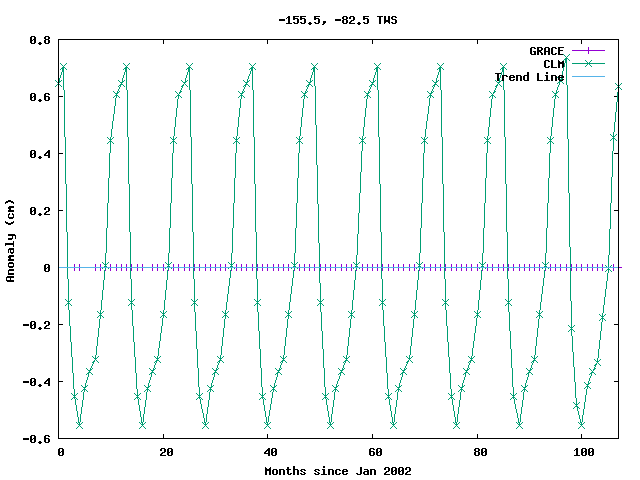 -155.5, -82.5 TWS
GRACE
CLM
Trend Line
0.8
0.6
0.4
0.2
0
-0.2
-0.4
-0.6
Anomaly (cm)
0 20 40 60 80 100
Months since Jan 2002